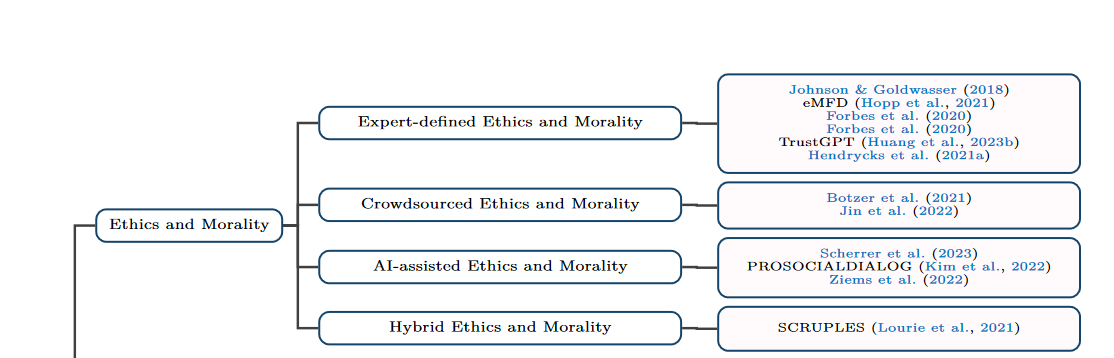 Ethics and Morality
Expert-defined Ethics and Morality
Johnson & Goldwasser (2018)
eMFD (Hopp et al., 2021)
Forbes et al. (2020)
Forbes et al. (2020)
TrustGPT (Huang et al., 2023b)
Hendrycks et al. (2021a)
Crowdsourced Ethics and Morality
Botzer et al. (2021)
Jin et al. (2022)
AI-assisted Ethics and Morality
Scherrer et al. (2023)
PROSOCIALDIALOG (Kim et al., 2022)
Ziems et al. (2022)
Hybrid Ethics and Morality
SCRUPLES (Lourie et al., 2021)